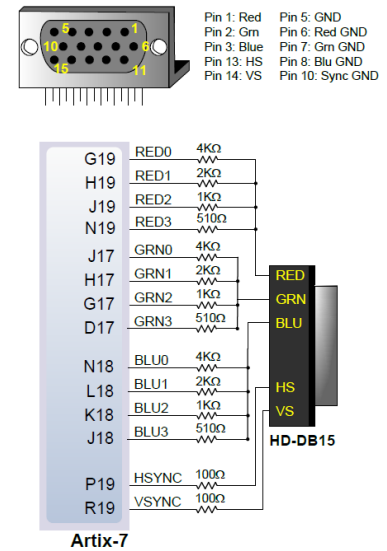 Pin 1: Red Pin 5: GND
Pin 2: Grn Pin 6: Red GND
Pin 3: Blue Pin 7: Grn GND
Pin 13: HS Pin 8: Blu GND
Pin 14: VS Pin 10: Sync GND
5 1
10 6
15 11
G19 RED0 4KΩ
H19 RED1 2KΩ
J19 RED2 1KΩ
N19 RED3 510Ω
J17 GRN0 4KΩ
H17 GRN1 2KΩ
G17 GRN2 1KΩ
D17 GRN3 510Ω
N18 BLU0 4KΩ
L18 BLU1 2KΩ
K18 BLU2 1KΩ
J18 BLU3 510Ω
P19 HSYNC 100Ω
R19 VSYNC 100Ω
RED
GRN
BLU
HS
VS
HD-DB15
Artix-7